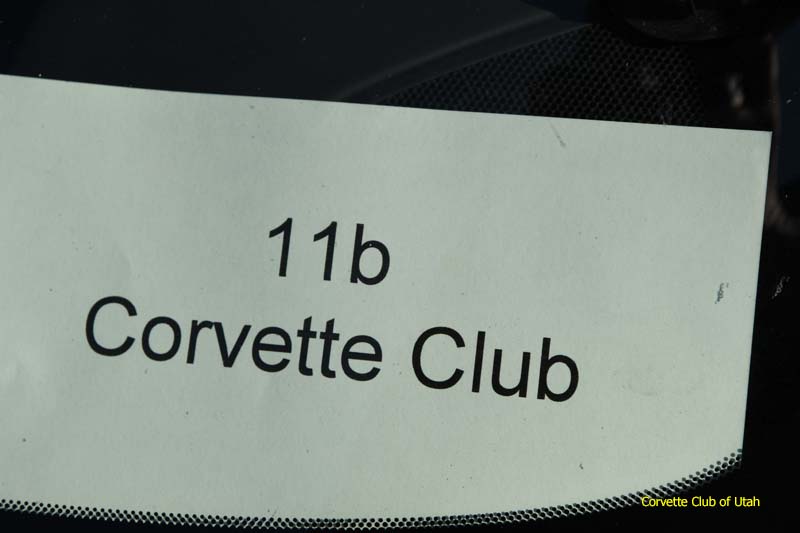 11b
Corvette Club
Corvette Club of Utah